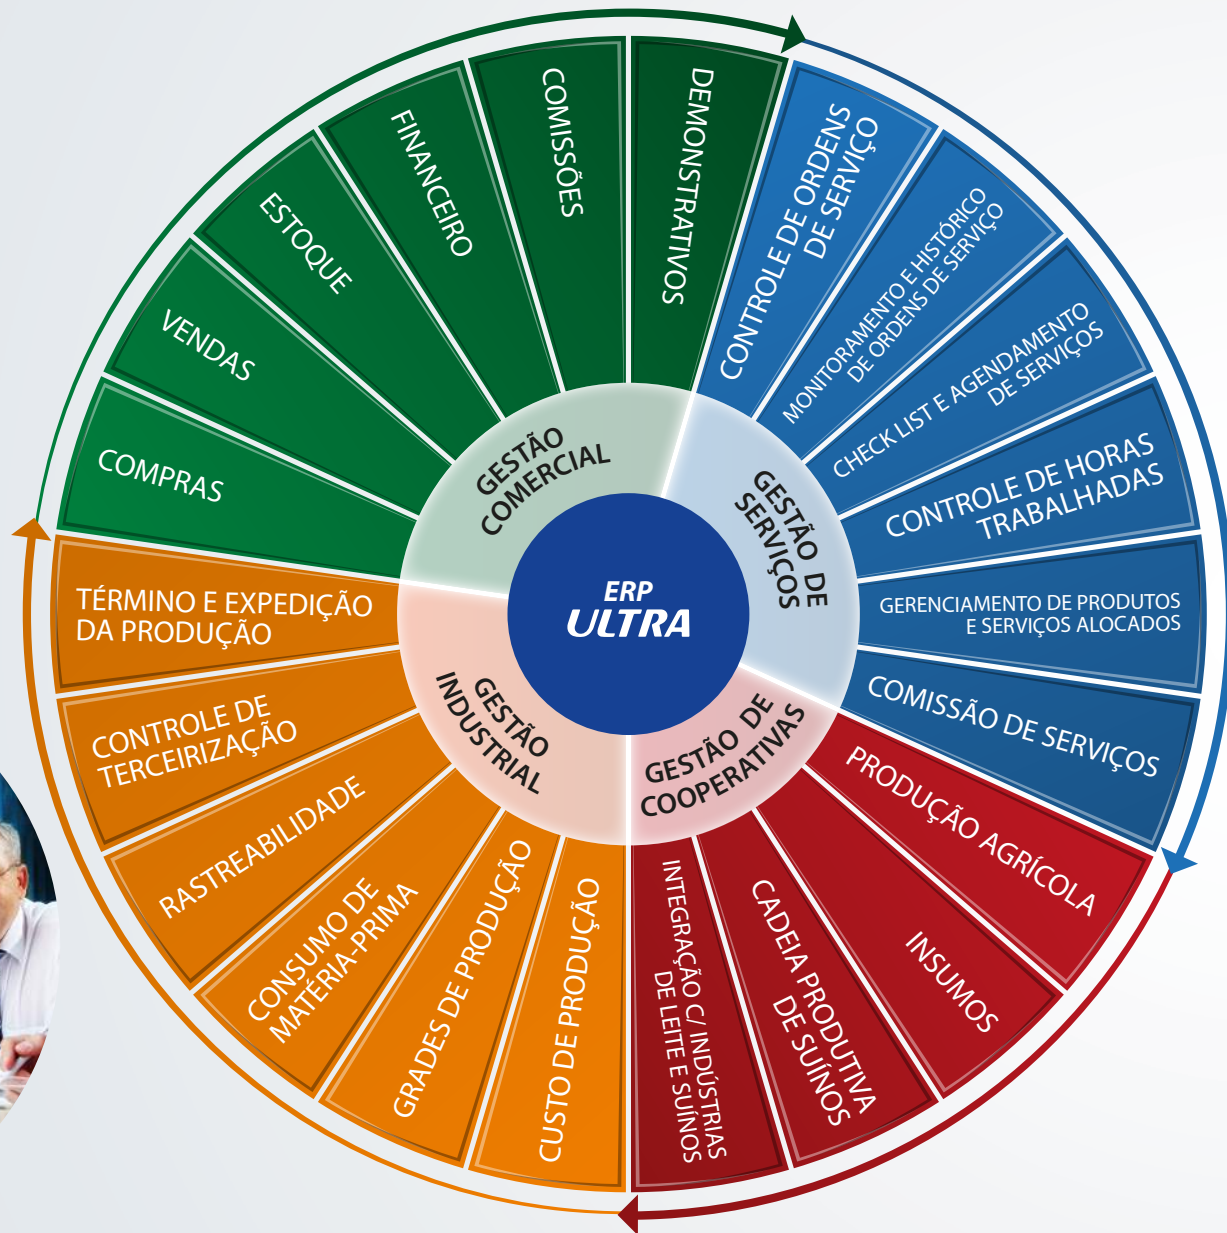 ERP
ULTRA
GESTÃO
COMERCIAL
COMPRAS
VENDAS
ESTOQUE
FINANCEIRO
COMISSÕES
DEMONSTRATIVOS
GESTÃO DE
SERVIÇOS
CONTROLE DE ORDENS
DE SERVIÇO
MONITORAMENTO E HISTÓRICO
DE ORDENS DE SERVIÇO
CHECK LIST E AGENDAMENTO
DE SERVIÇOS
CONTROLE DE HORAS
TRABALHADAS
GERENCIAMENTO DE PRODUTOS
E SERVIÇOS ALOCADOS
COMISSÃO DE SERVIÇOS
GESTÃO DE
COOPERATIVAS
PRODUÇÃO AGRÍCOLA
INSUMOS
CADEIA PRODUTIVA
DE SUÍNOS
INTEGRAÇÃO C/ INDÚSTRIAS
DE LEITE E SUÍNOS
GESTÃO
INDUSTRIAL
CUSTO DE PRODUÇÃO
GRADES DE PRODUÇÃO
CONSUMO DE
MATÉRIA-PRIMA
RASTREABILIDADE
CONTROLE DE
TERCEIRIZAÇÃO
TÉRMINO E EXPEDIÇÃO
DA PRODUÇÃO